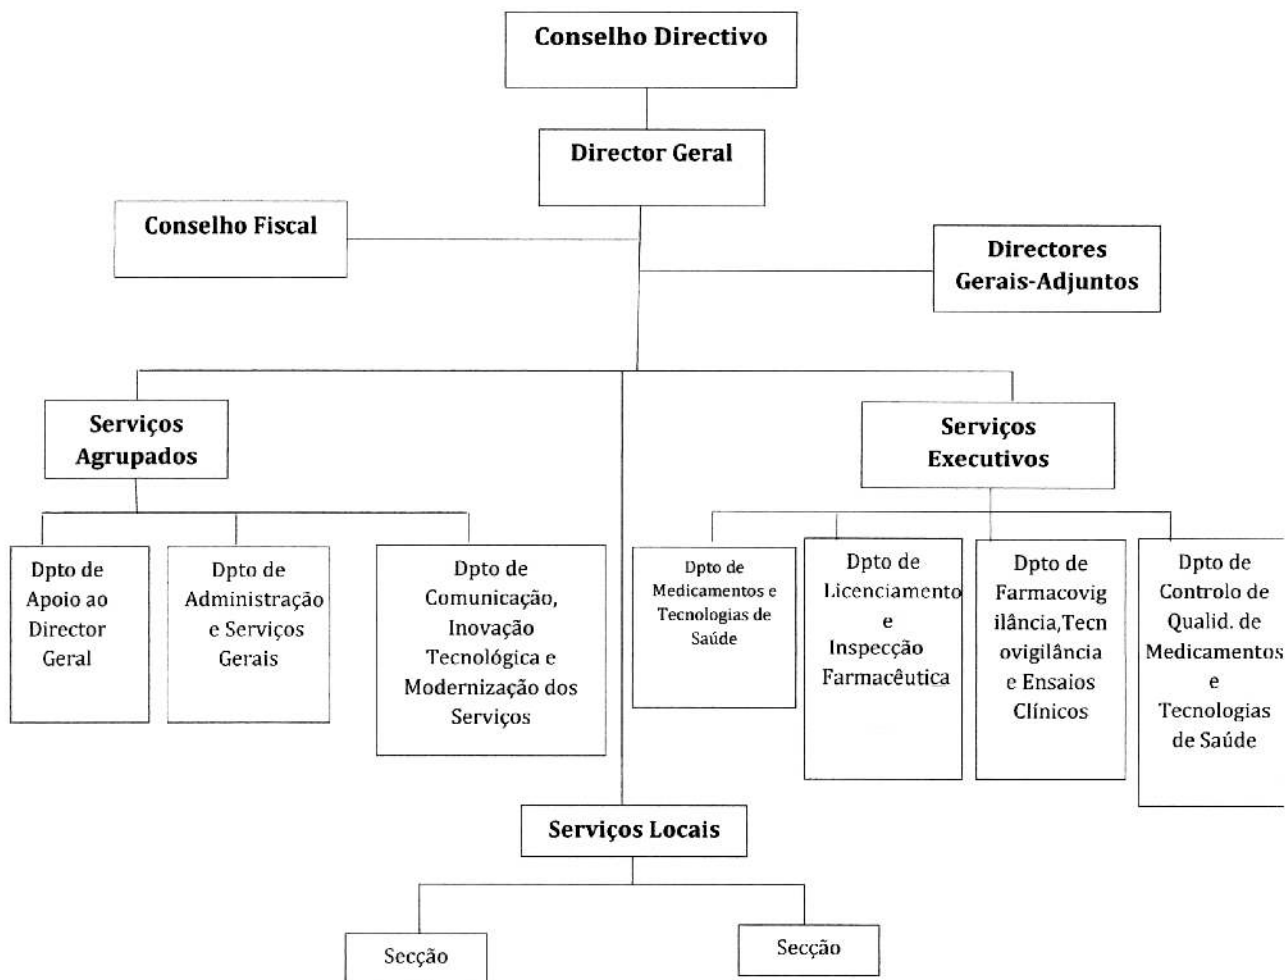 Conselho Directivo
Director Geral
Conselho Fiscal
Directores
Gerais-Adjuntos
Serviços
Agrupados
Serviços
Executivos
Dpto de
Apoio ao
Director
Geral
Dpto de
Administração
e Serviços
Gerais
Dpto de
Comunicação,
Inovação
Tecnológica e
Modernização dos
Serviços
Dpto de
Medicamentos e
Tecnologias de
Saúde
Dpto de
Licenciamento
e
Inspecção
Farmacêutica
Dpto de
Farmacovig
ilância,Tecn
ovigilância
e Ensaios
Clínicos
Dpto de
Controlo de
Qualid. de
Medicamentos
e
Tecnologias
de Saúde
Serviços Locais
Secção
Secção